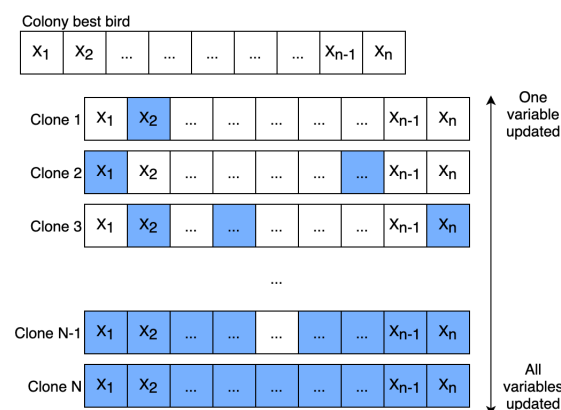 Colony best bird
X1 X2 ... ... ... ... ... Xn-1 Xn
Clone 1 X1 X2 ... ... ... ... ... Xn-1 Xn
One
variable
updated
Clone 2 X1 X2 ... ... ... ... ... Xn-1 Xn
Clone 3 X1 X2 ... ... ... ... ... Xn-1 Xn
...
Clone N-1 X1 X2 ... ... ... ... ... Xn-1 Xn
Clone N X1 X2 ... ... ... ... ... Xn-1 Xn
All
variables
updated